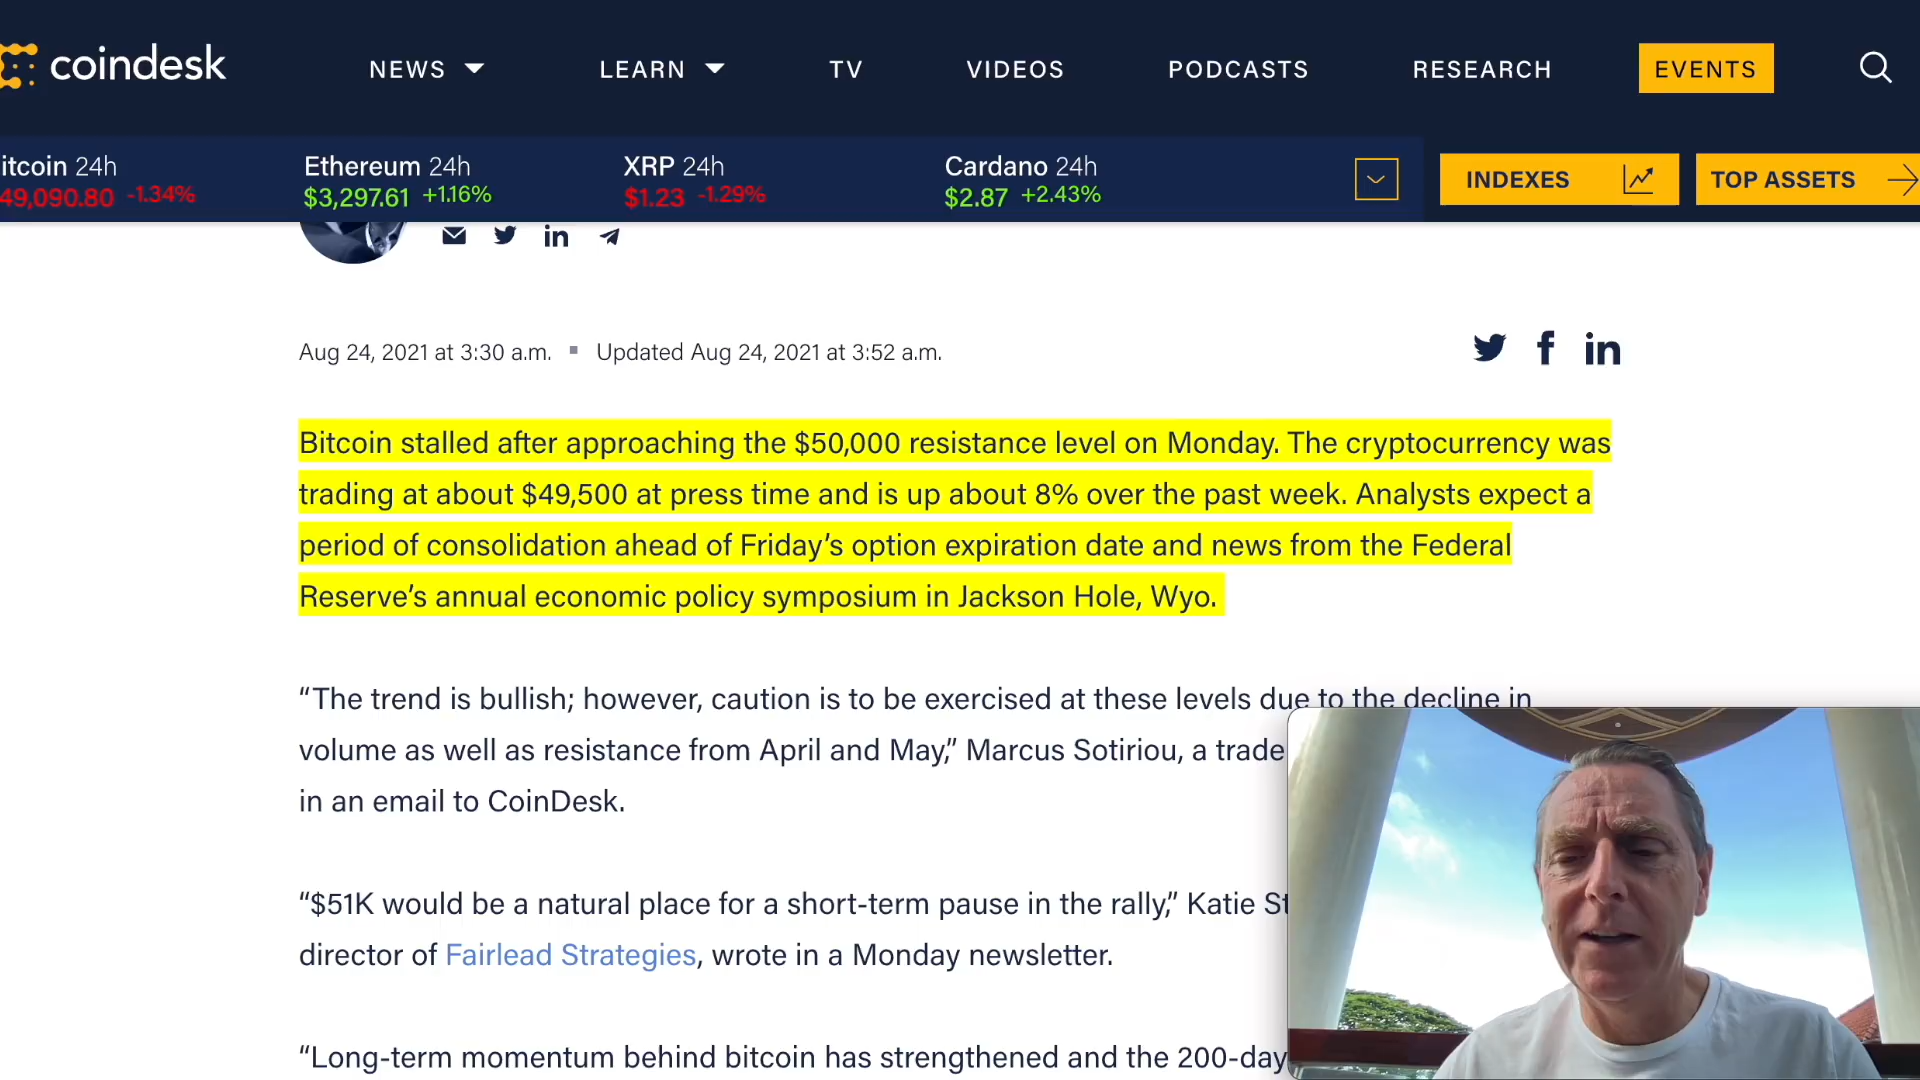 coindesk
NEWS
LEARN
TV
VIDEOS
PODCASTS
RESEARCH
EVENTS
itcoin 24h
49,090.80 -1.34%
Ethereum 24h
$3,297.61 +1.16%
XRP 24h
$1.23 -1.29%
Cardano 24h
$2.87 +2.43%
INDEXES
TOP ASSETS
Aug 24, 2021 at 3:30 a.m. ▪ Updated Aug 24, 2021 at 3:52 a.m.
Bitcoin stalled after approaching the $50,000 resistance level on Monday. The cryptocurrency was
trading at about $49,500 at press time and is up about 8% over the past week. Analysts expect a
period of consolidation ahead of Friday’s option expiration date and news from the Federal
Reserve’s annual economic policy symposium in Jackson Hole, Wyo.
“The trend is bullish; however, caution is to be exercised at these levels due to the decline in
volume as well as resistance from April and May,” Marcus Sotiriou, a trade
in an email to CoinDesk.
“$51K would be a natural place for a short-term pause in the rally,” Katie St
director of Fairlead Strategies, wrote in a Monday newsletter.
“Long-term momentum behind bitcoin has strengthened and the 200-day